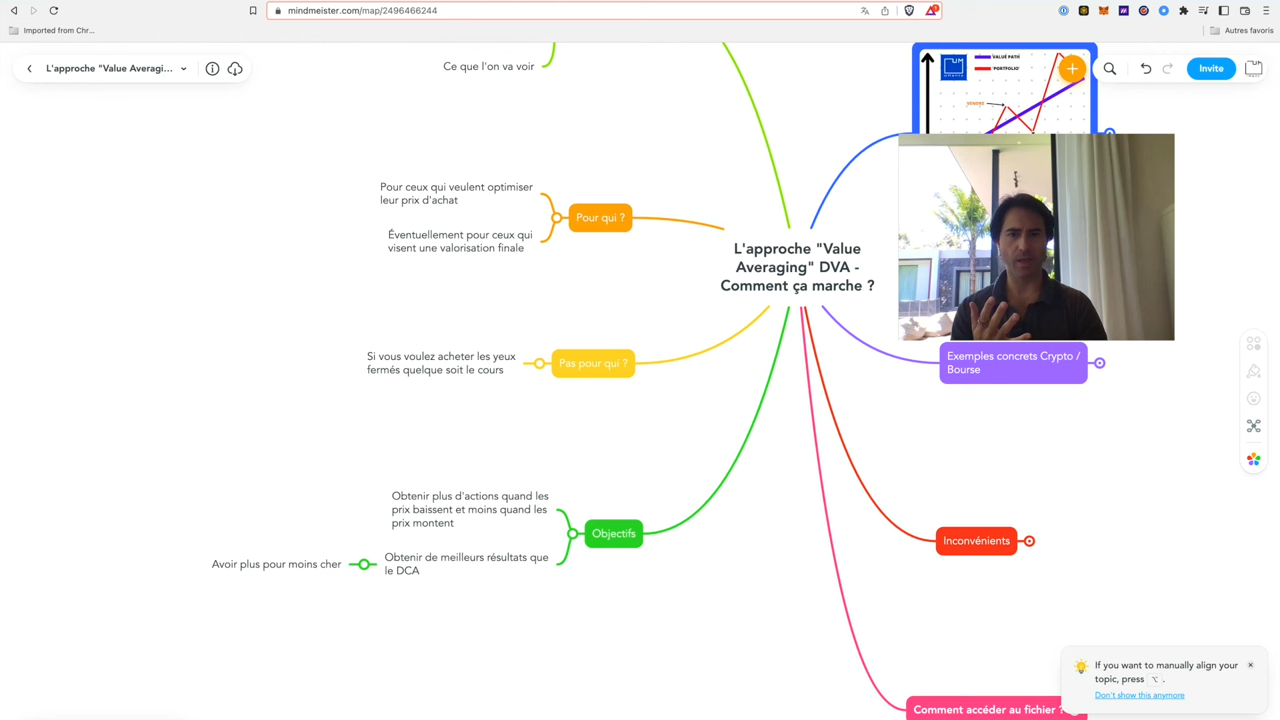 mindmeister.com/map/2496466244
Imported from Chr...
Autres favoris
L'approche "Value Averagi...
Invite
Ce que l'on va voir
VALUE PATH
PORTFOLIO
Pour ceux qui veulent optimiser
leur prix d'achat
Éventuellement pour ceux qui
visent une valorisation finale
Pour qui ?
L'approche "Value
Averaging" DVA -
Comment ça marche ?
Si vous voulez acheter les yeux
fermés quelque soit le cours
Pas pour qui ?
Exemples concrets Crypto /
Bourse
Obtenir plus d'actions quand les
prix baissent et moins quand les
prix montent
Objectifs
Obtenir de meilleurs résultats que
le DCA
Avoir plus pour moins cher
Inconvénients
Comment accéder au fichier ?
If you want to manually align your
topic, press ⌥ .
Don't show this anymore